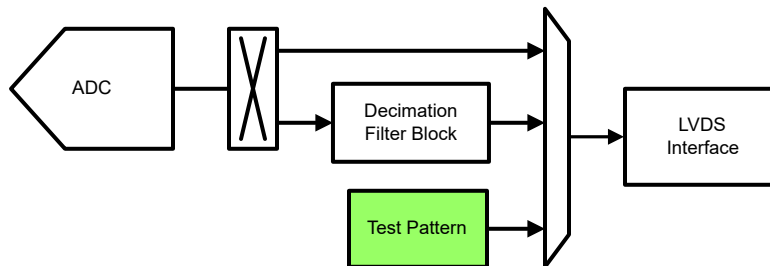 ADC
Decimation
Filter Block
LVDS
Interface
Test Pattern